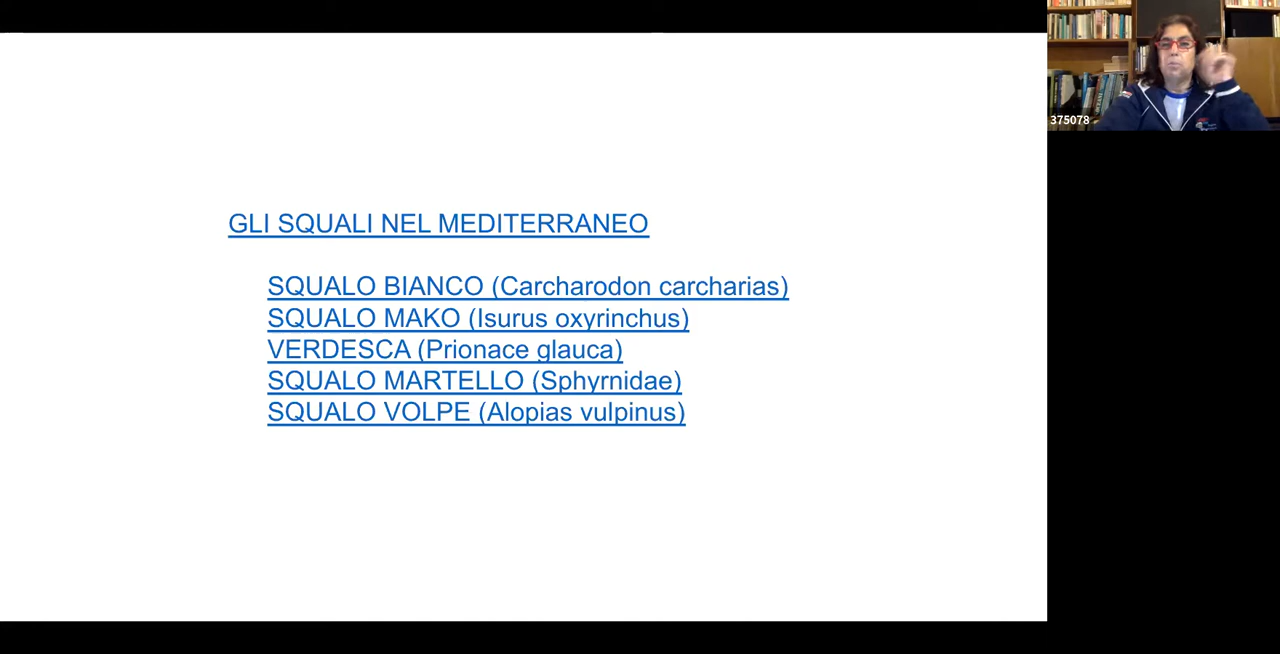 GLI SQUALI NEL MEDITERRANEO
SQUALO BIANCO (Carcharodon carcharias)
SQUALO MAKO (Isurus oxyrinchus)
VERDESCA (Prionace glauca)
SQUALO MARTELLO (Sphyrnidae)
SQUALO VOLPE (Alopias vulpinus)
375078